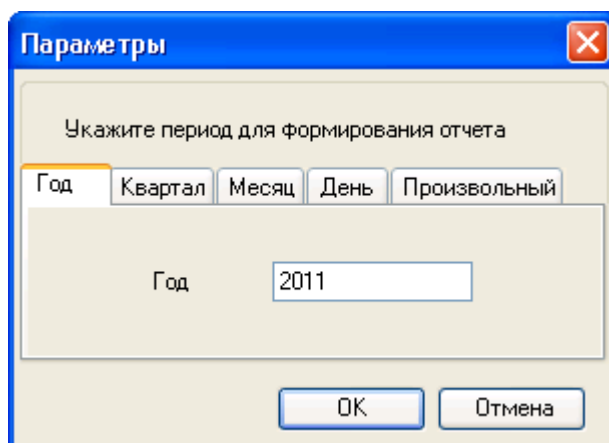 Параметры
Укажите период для формирования отчета
Год Квартал Месяц День Произвольный
Год 2011
OK Отмена